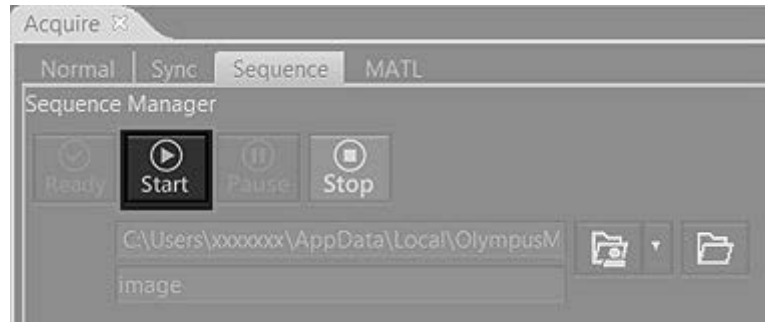 Acquire
Normal Sync Sequence MATL
Sequence Manager
Ready Start Pause Stop
C:\Users\xxxxxxx\AppData\Local\OlympusM
image